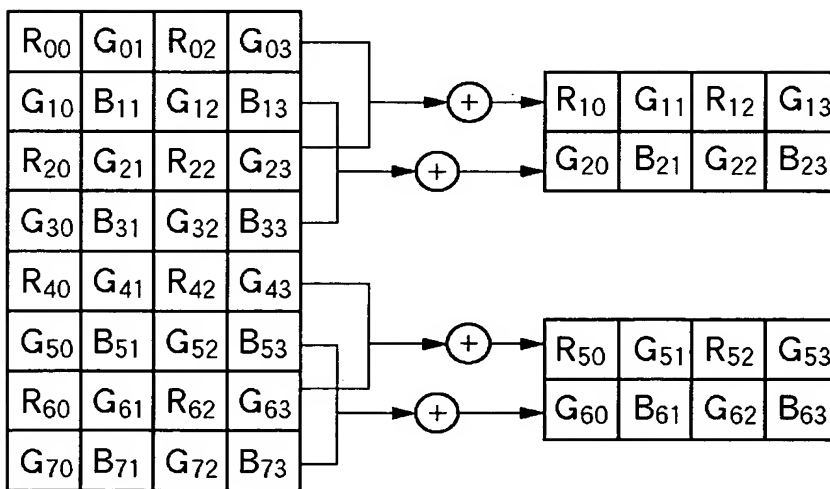 R00 G01 R02 G03
G10 B11 G12 B13
R20 G21 R22 G23
G30 B31 G32 B33
R40 G41 R42 G43
G50 B51 G52 B53
R60 G61 R62 G63
G70 B71 G72 B73
+
+
R10 G11 R12 G13
G20 B21 G22 B23
+
+
R50 G51 R52 G53
G60 B61 G62 B63